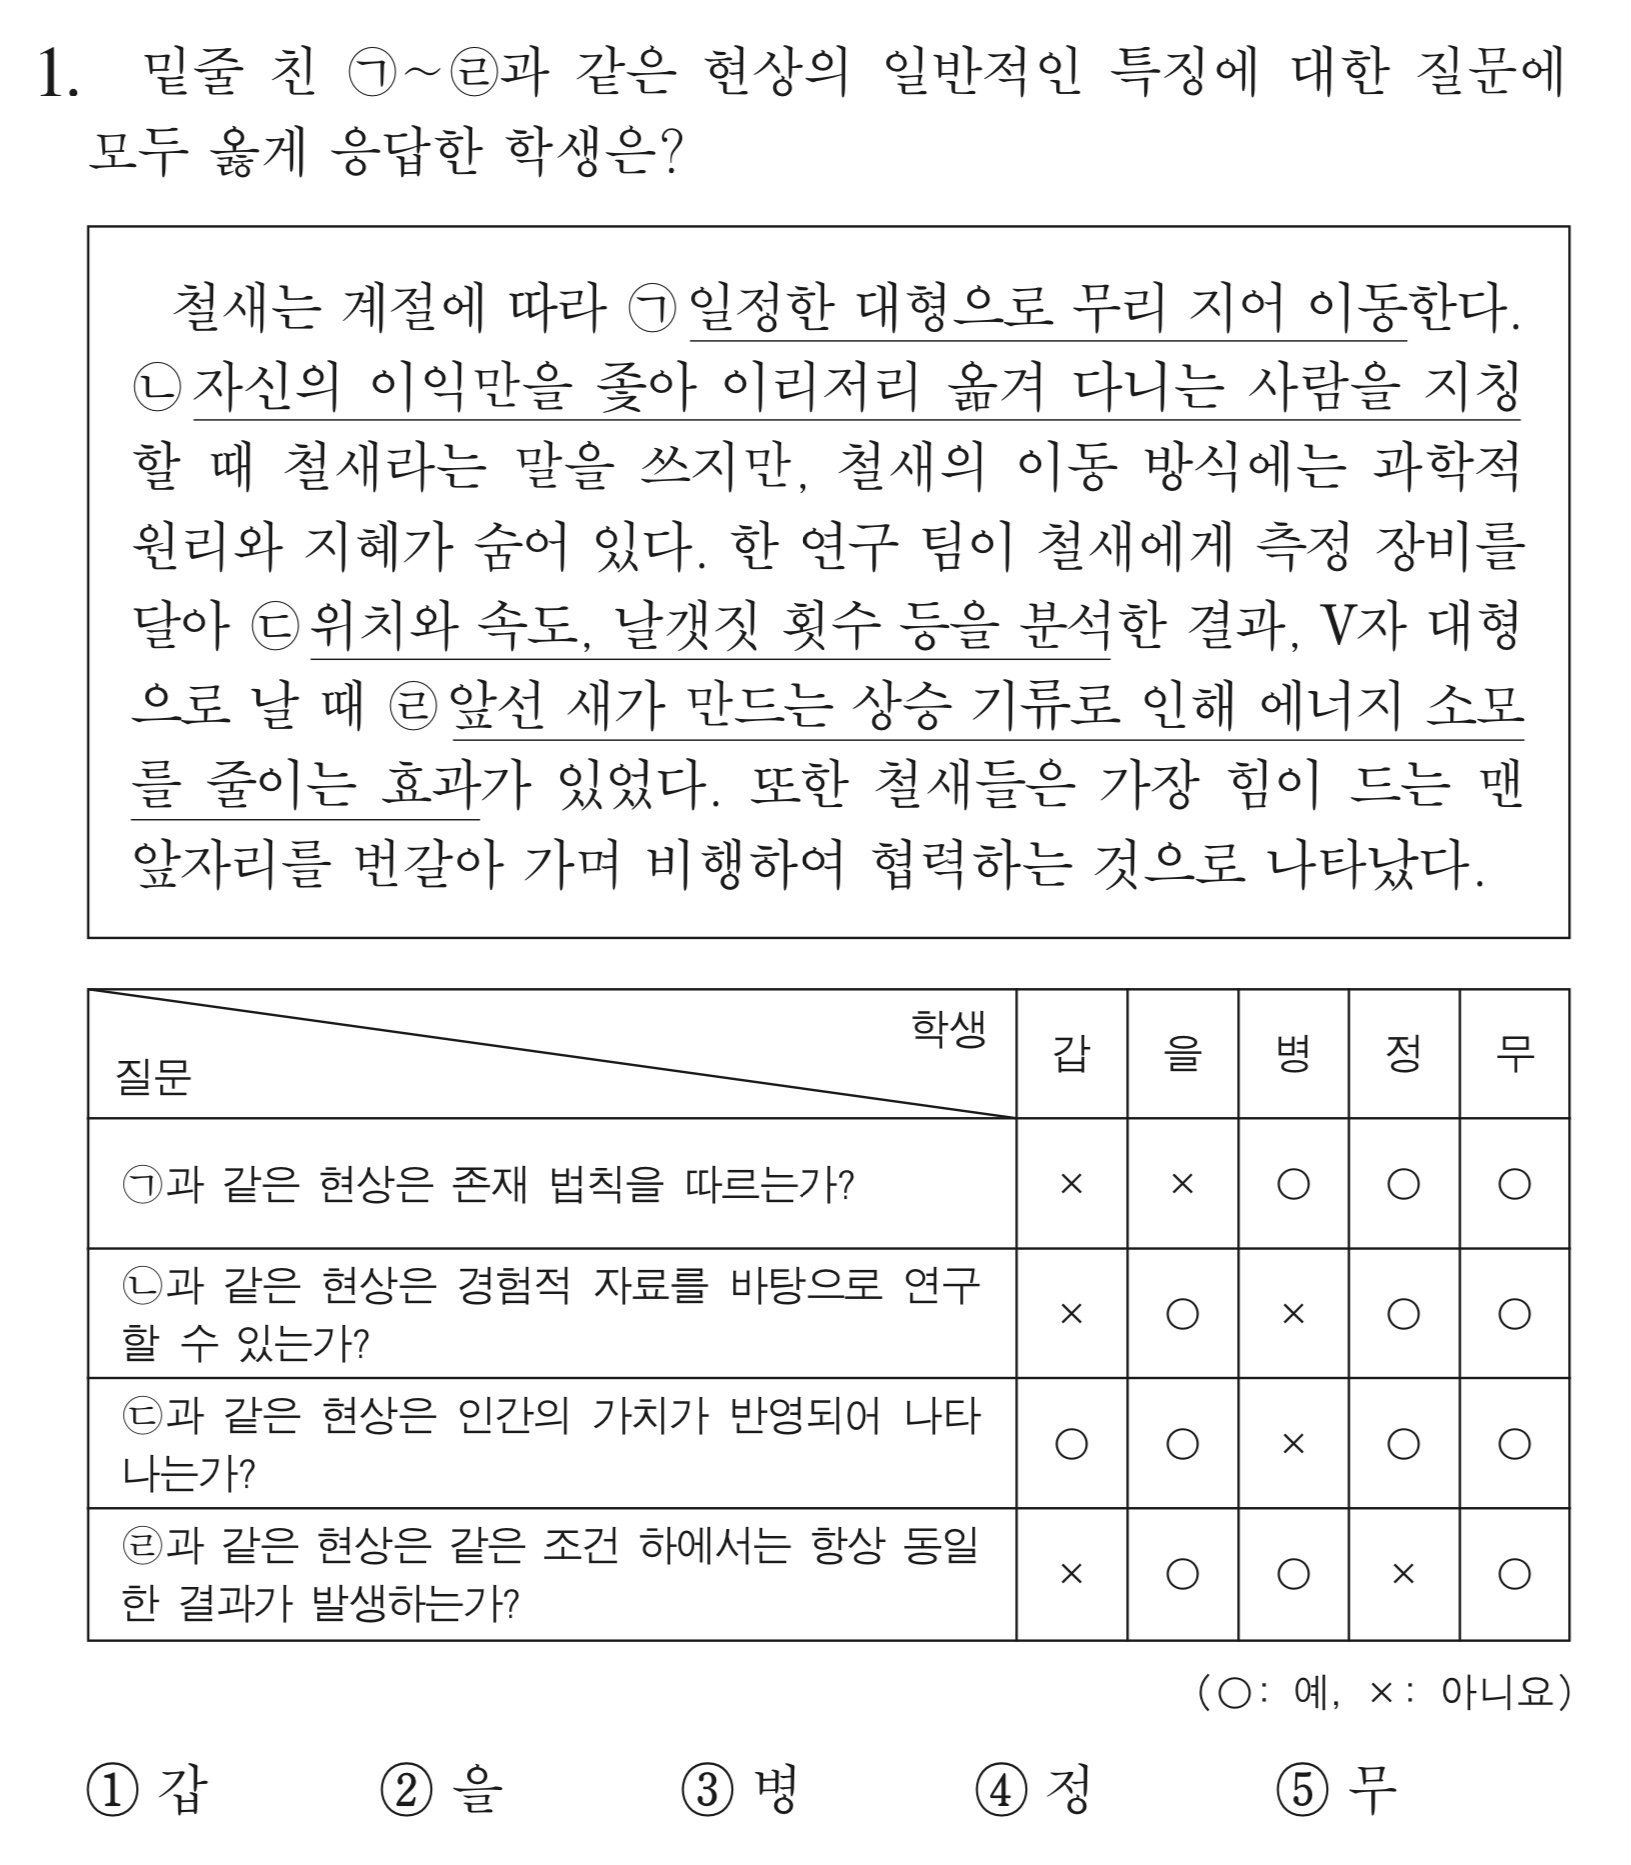 1. 밑줄 친 ㉠~㉣과 같은 현상의 일반적인 특징에 대한 질문에
모두 옳게 응답한 학생은?
철새는 계절에 따라 ㉠일정한 대형으로 무리 지어 이동한다.
㉡자신의 이익만을 좇아 이리저리 옮겨 다니는 사람을 지칭
할 때 철새라는 말을 쓰지만, 철새의 이동 방식에는 과학적
원리와 지혜가 숨어 있다. 한 연구 팀이 철새에게 측정 장비를
달아 ㉢위치와 속도, 날갯짓 횟수 등을 분석한 결과, V자 대형
으로 날 때 ㉣앞선 새가 만드는 상승 기류로 인해 에너지 소모
를 줄이는 효과가 있었다. 또한 철새들은 가장 힘이 드는 맨
앞자리를 번갈아 가며 비행하여 협력하는 것으로 나타났다.
학생
질문
갑 을 병 정 무
㉠과 같은 현상은 존재 법칙을 따르는가? × × ○ ○ ○
㉡과 같은 현상은 경험적 자료를 바탕으로 연구
할 수 있는가? × ○ × ○ ○
㉢과 같은 현상은 인간의 가치가 반영되어 나타
나는가? ○ ○ × ○ ○
㉣과 같은 현상은 같은 조건 하에서는 항상 동일
한 결과가 발생하는가? × ○ ○ × ○
(○: 예, ×: 아니요)
① 갑 ② 을 ③ 병 ④ 정 ⑤ 무